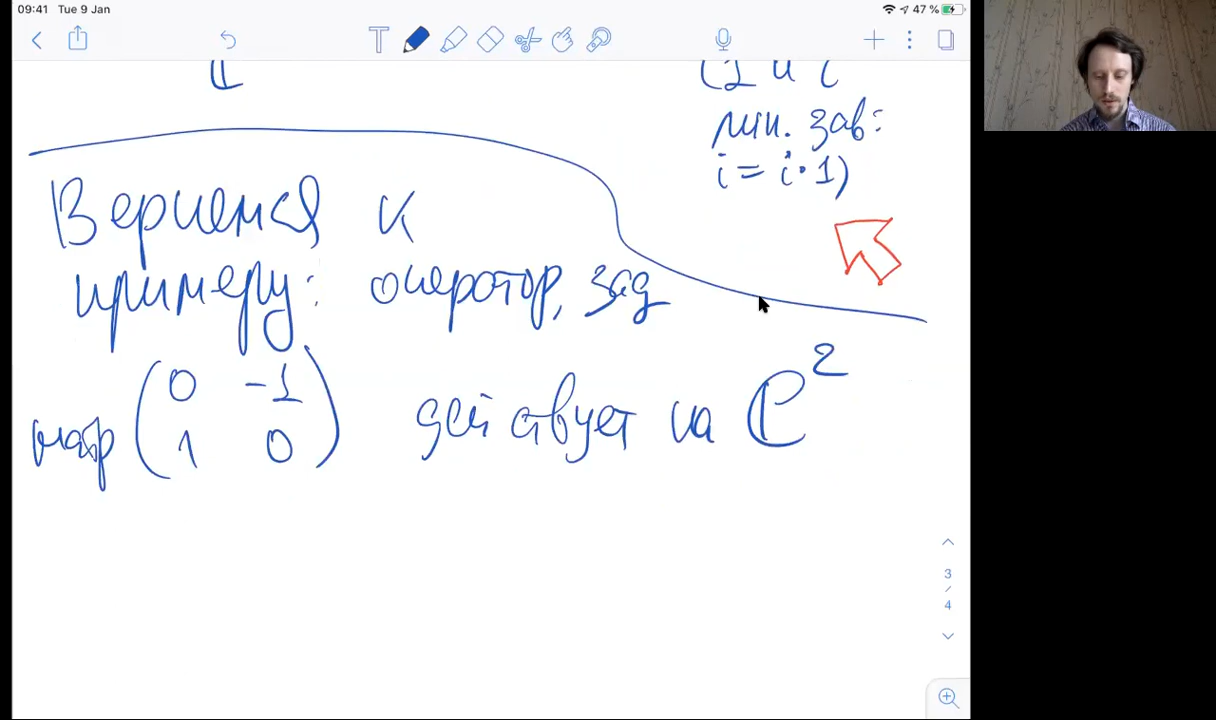 09:41 Tue 9 Jan 47 %
T
ℂ
(1 и i
лин. зав:
i = i·1)
Вернемся к
примеру: оператор, зад
матр (0 -1
1 0) действует на ℂ²
3
/
4